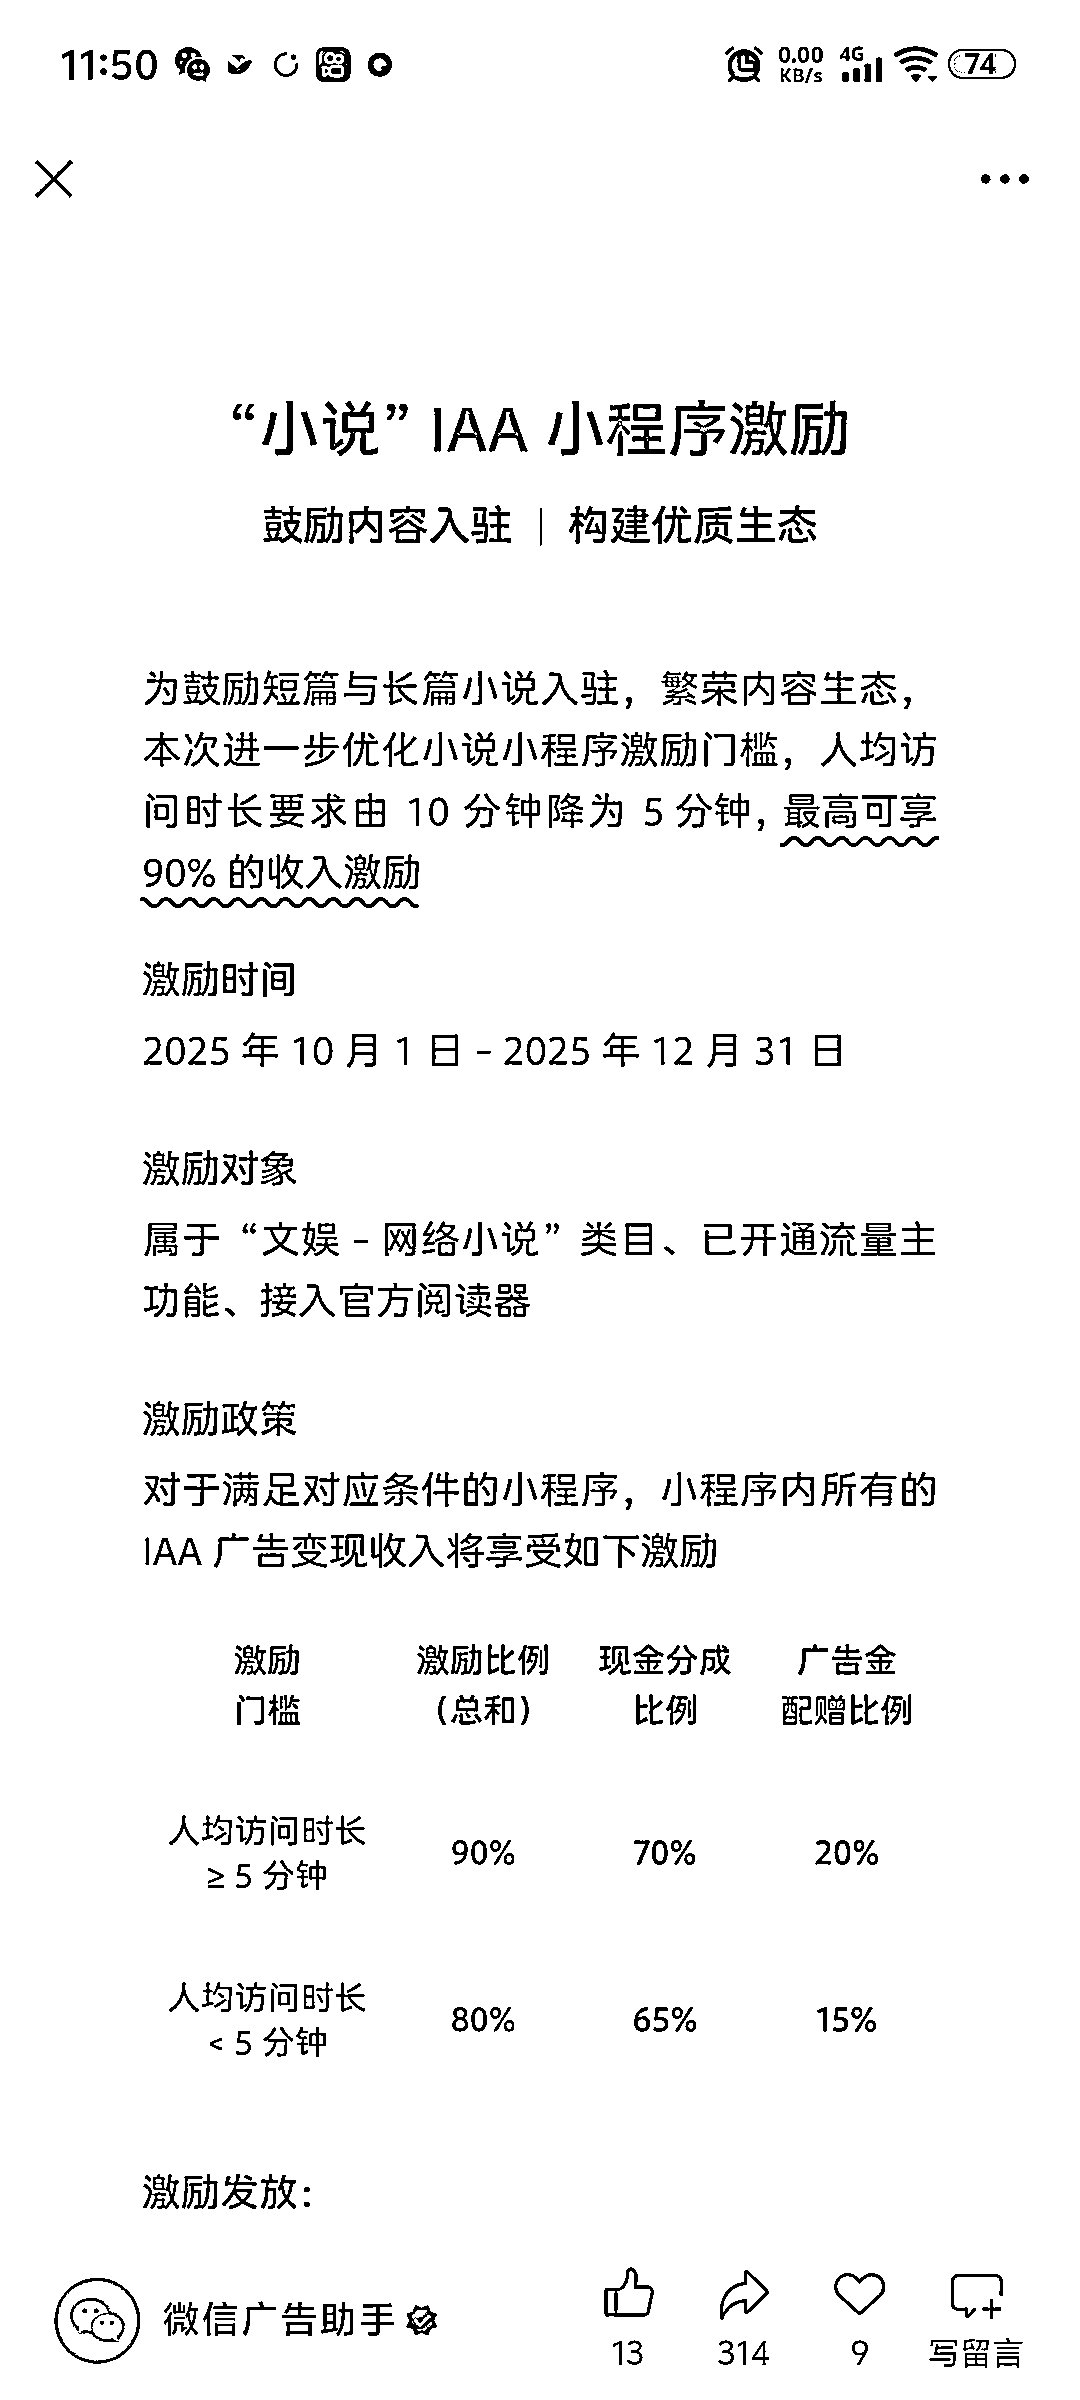 11:50
0.00 KB/s 4G 74
“小说” IAA 小程序激励
鼓励内容入驻 | 构建优质生态
为鼓励短篇与长篇小说入驻，繁荣内容生态，
本次进一步优化小说小程序激励门槛，人均访
问时长要求由 10 分钟降为 5 分钟，最高可享
90% 的收入激励
激励时间
2025 年 10 月 1 日 - 2025 年 12 月 31 日
激励对象
属于“文娱 - 网络小说”类目、已开通流量主
功能、接入官方阅读器
激励政策
对于满足对应条件的小程序，小程序内所有的
IAA 广告变现收入将享受如下激励
激励 激励比例 现金分成 广告金
门槛 （总和） 比例 配赠比例
人均访问时长
≥ 5 分钟 90% 70% 20%
人均访问时长
< 5 分钟 80% 65% 15%
激励发放：
微信广告助手
13 314 9 写留言